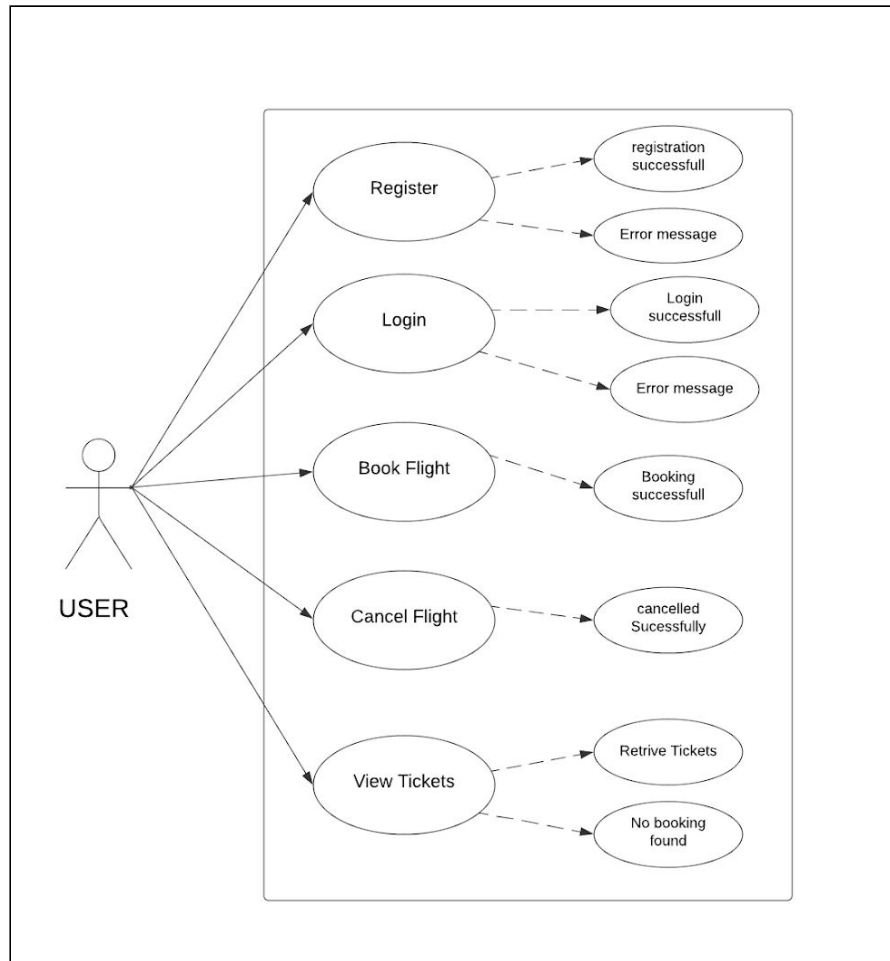 Register
registration
successfull
Error message
Login
Login
successfull
Error message
Book Flight
Booking
successfull
USER
Cancel Flight
cancelled
Sucessfully
View Tickets
Retrive Tickets
No booking
found